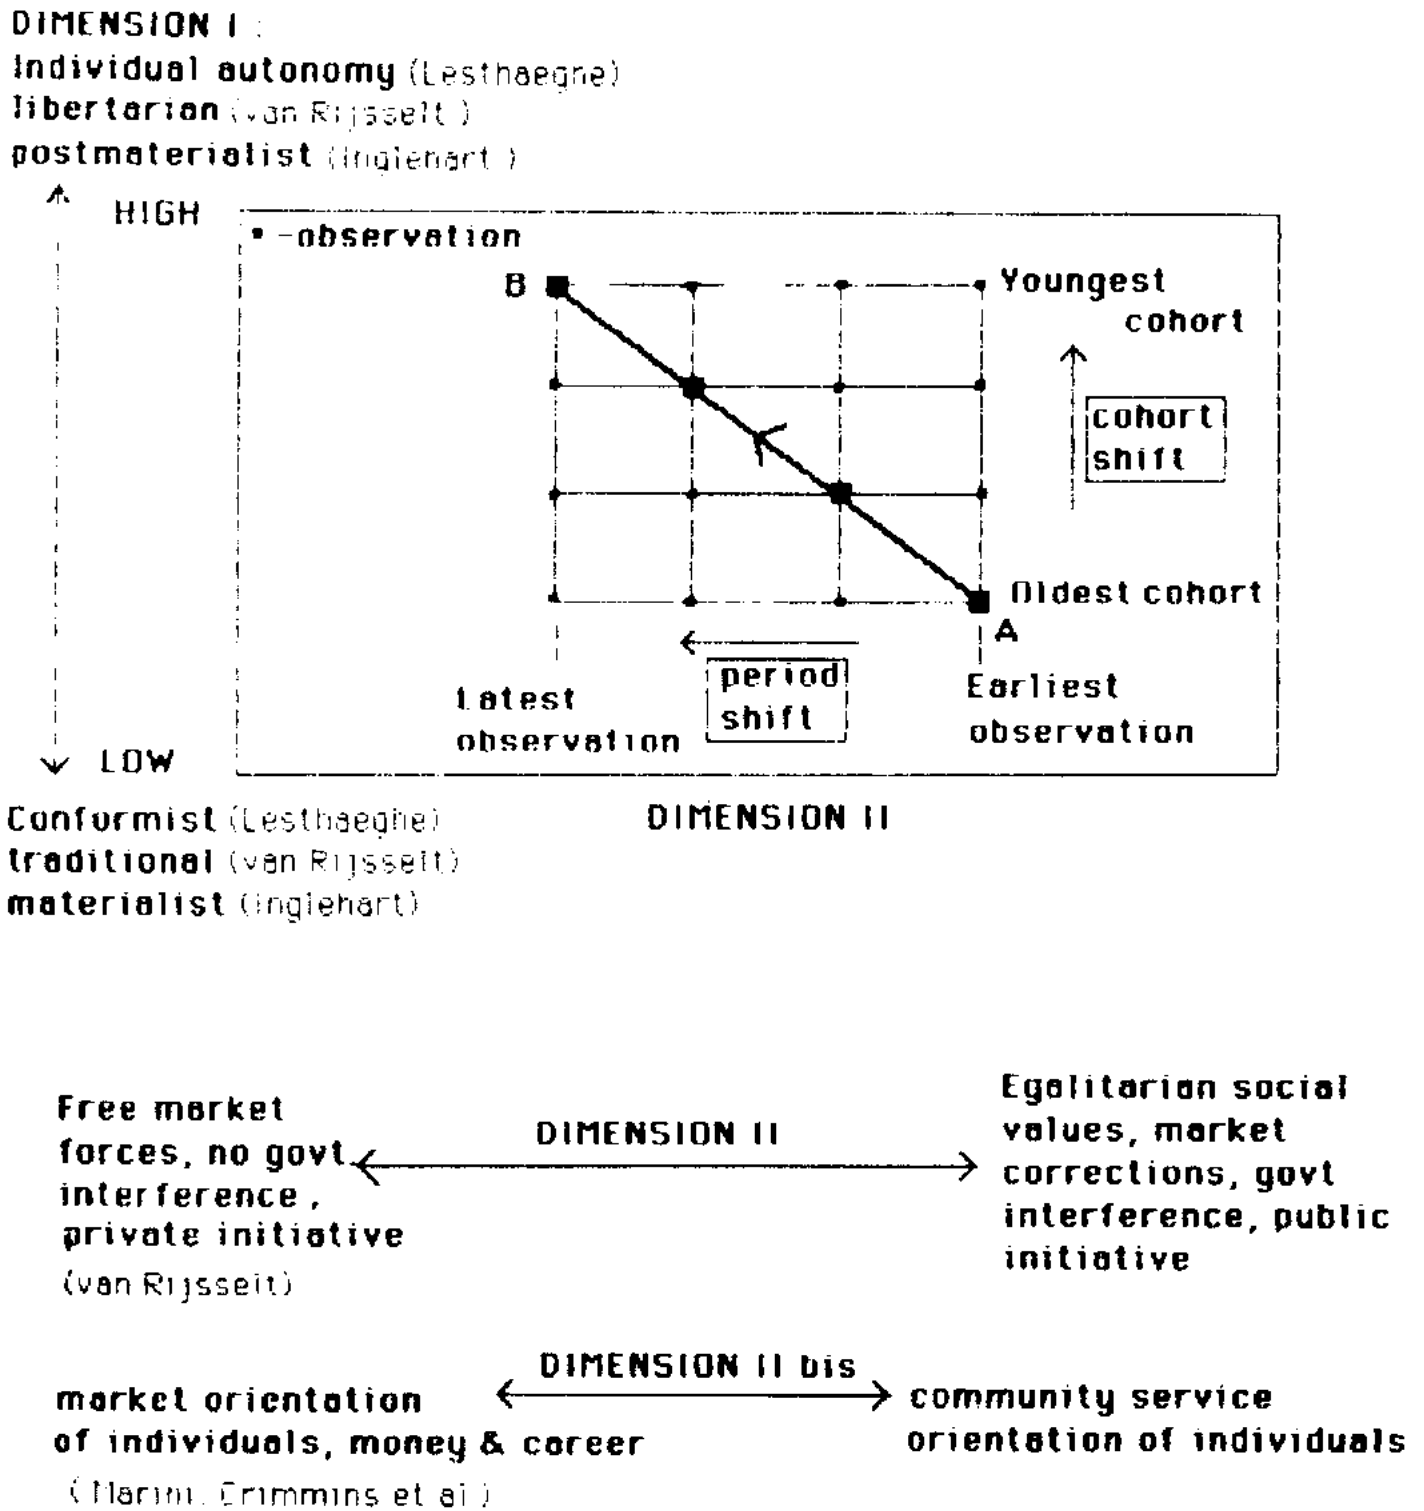 DIMENSION I :
Individual autonomy (Lesthaegne)
libertarian (van Rijsselt )
postmaterialist (Inglehart )
HIGH
• -observation
B
Youngest
cohort
cohort
shift
Oldest cohort
A
period
shift
Latest
observation
Earliest
observation
LOW
Conformist (Lesthaeghe)
traditional (van Rijsselt)
materialist (Inglehart)
DIMENSION II
Free market
forces, no govt
interference,
private initiative
(van Rijsselt)
DIMENSION II
Egalitarian social
values, market
corrections, govt
interference, public
initiative
DIMENSION II bis
market orientation
of individuals, money & career
(Marini, Crimmins et al )
community service
orientation of individuals